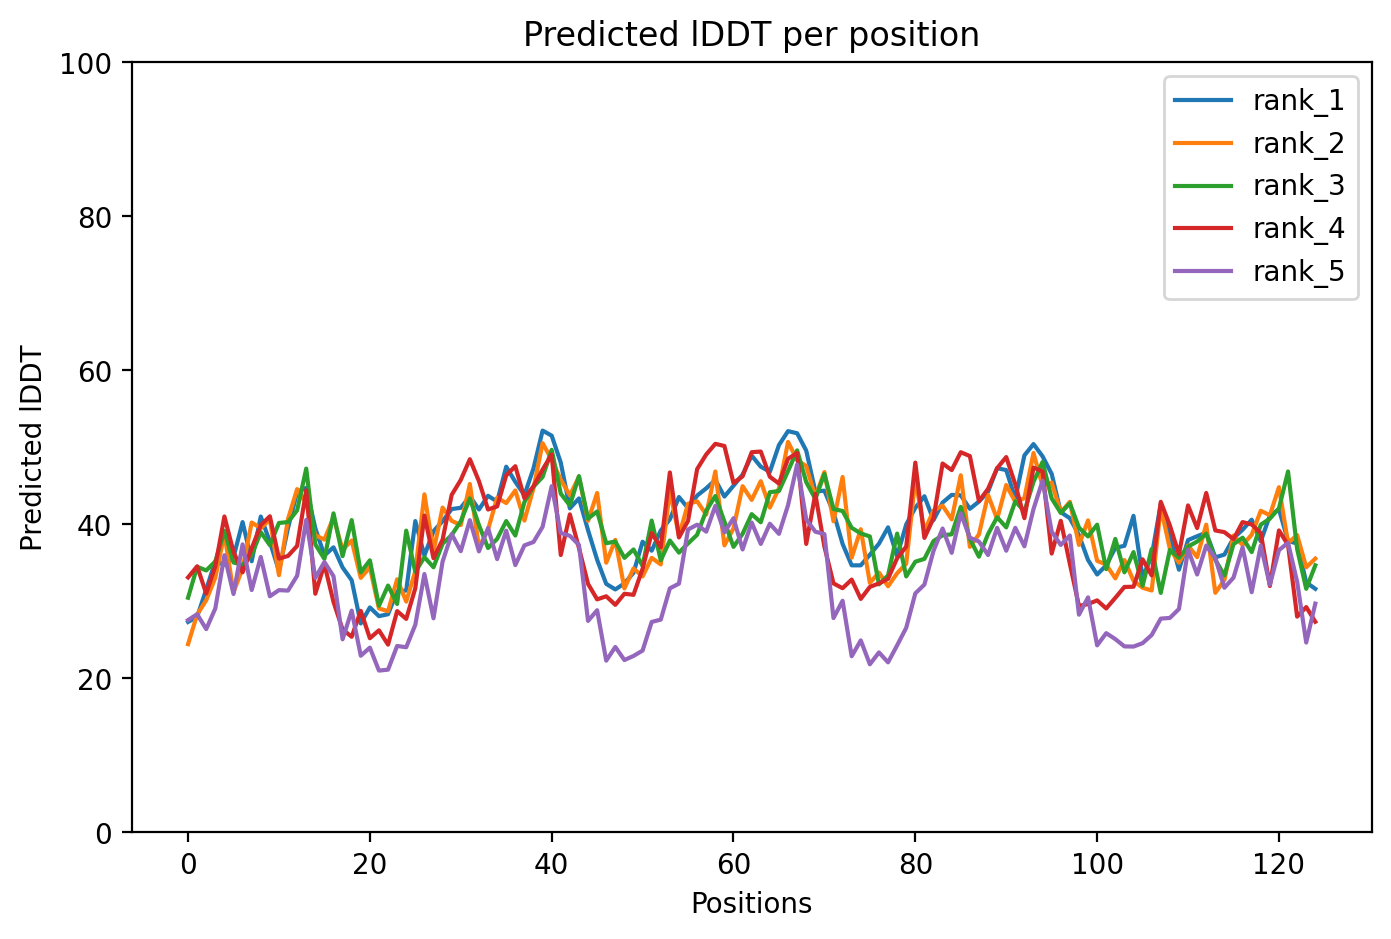 Predicted lDDT per position
100
80
60
40
20
0
Predicted lDDT
0 20 40 60 80 100 120
Positions
rank_1
rank_2
rank_3
rank_4
rank_5